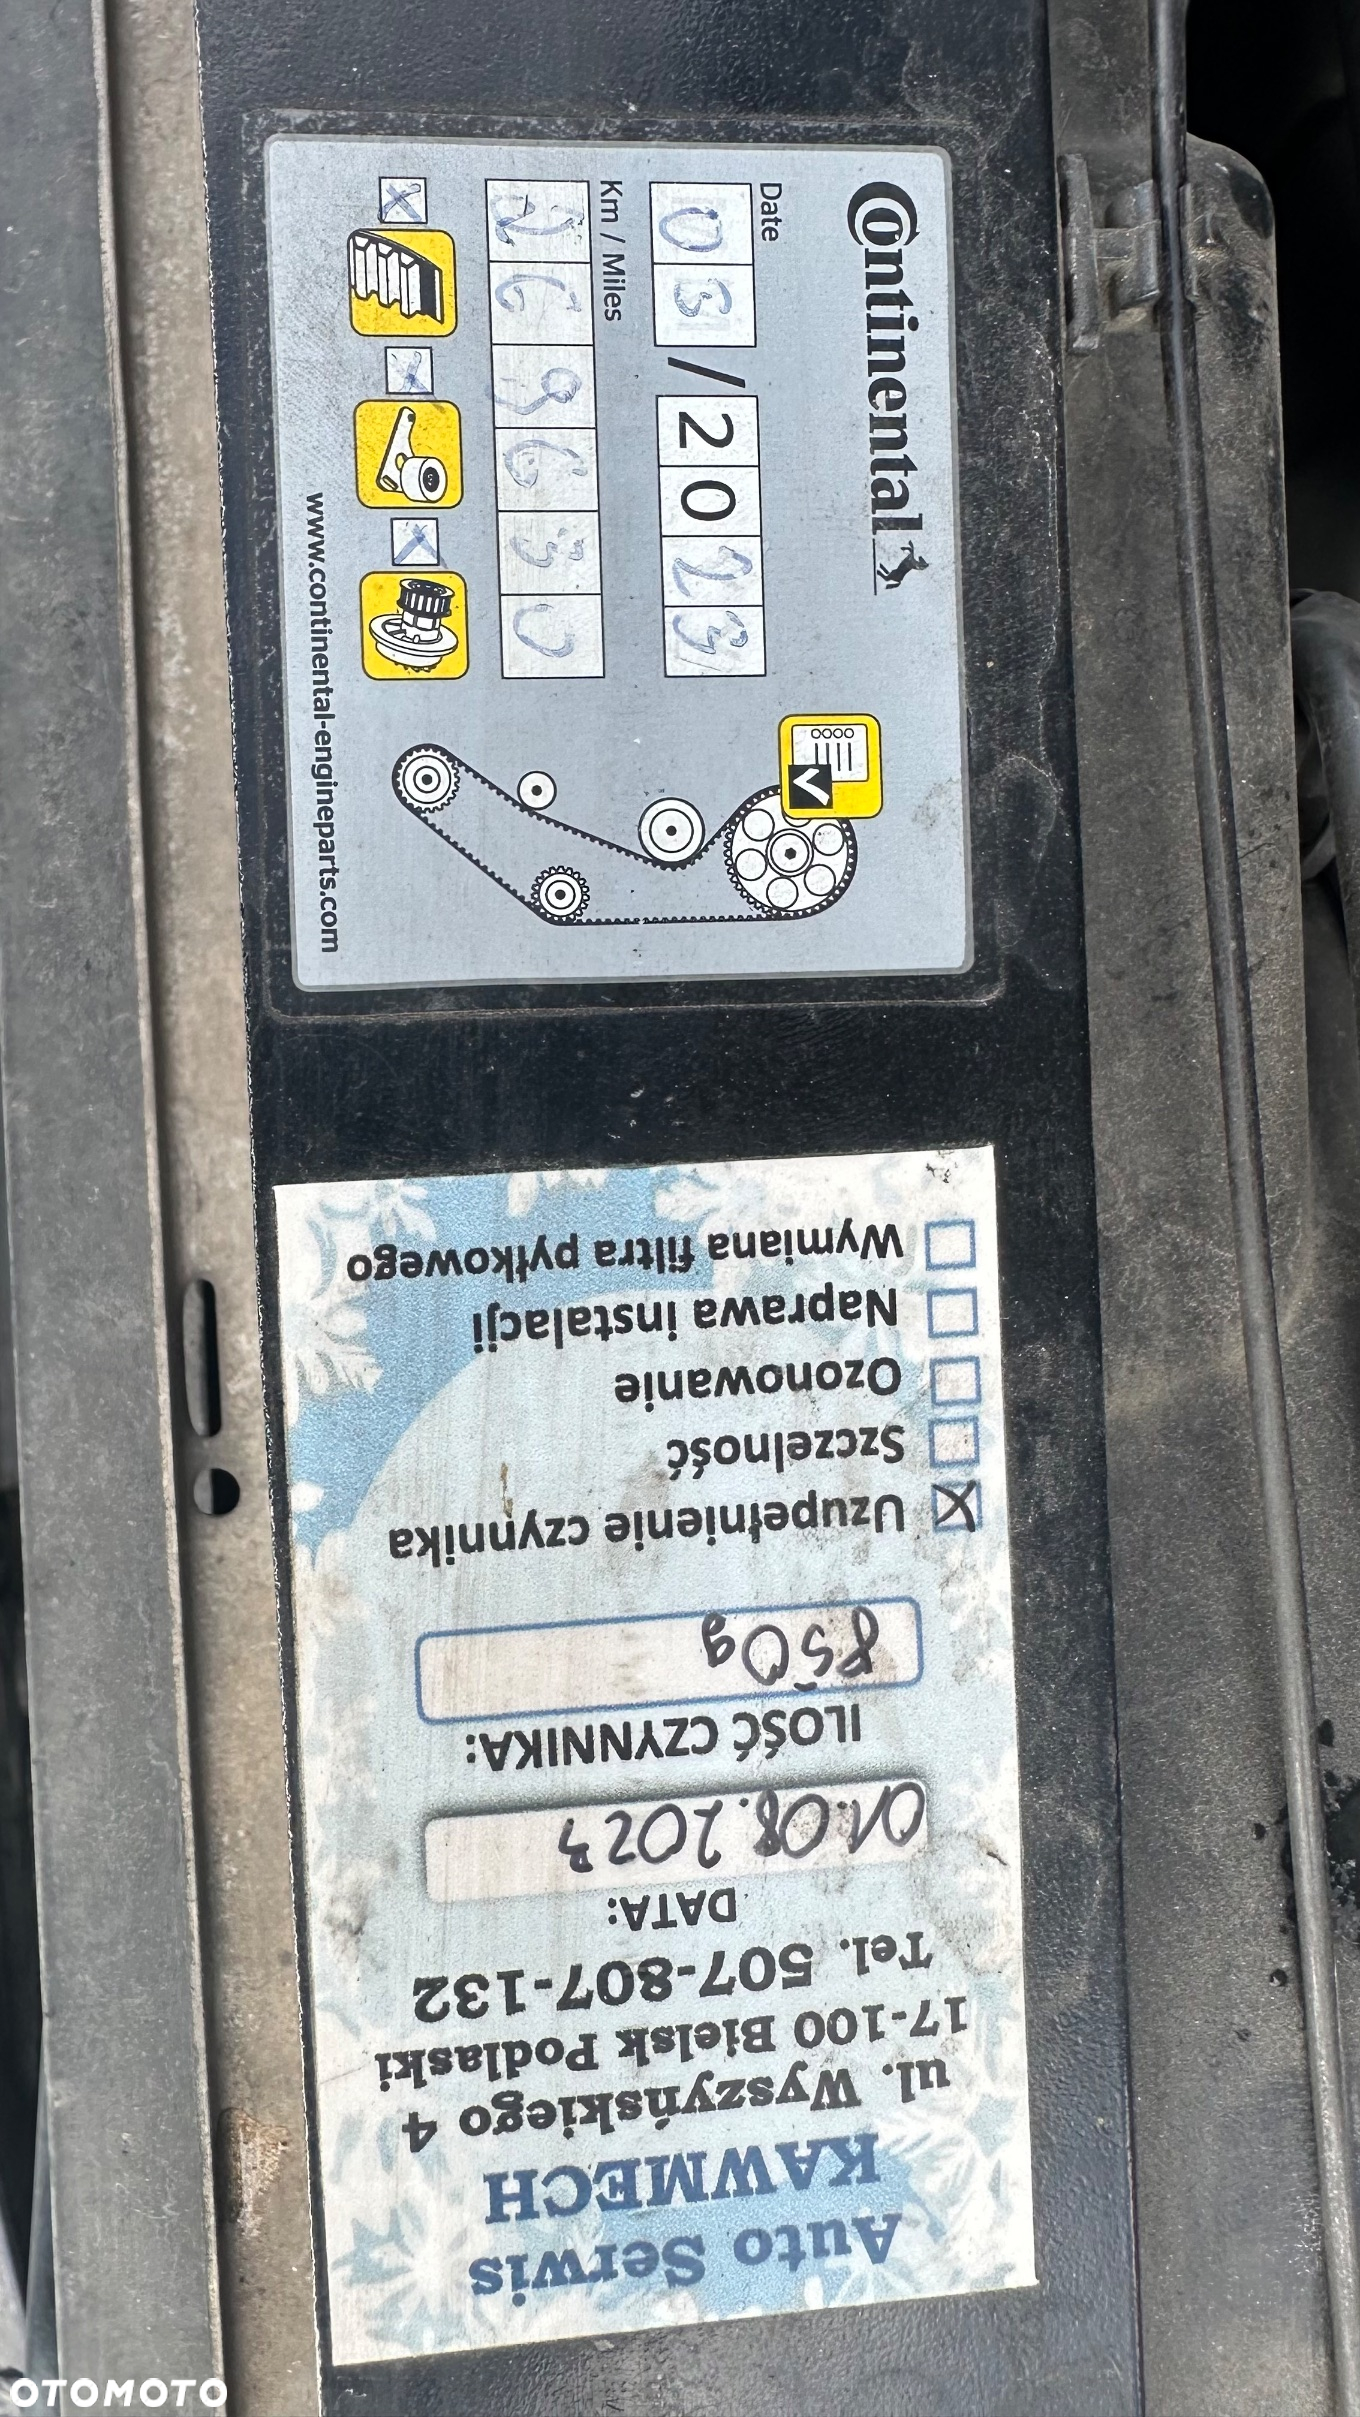 Continental
Date
05/2023
Km / Miles
269630
www.continental-engineparts.com
Auto Serwis
KAWMECH
ul. Wyszyńskiego 4
17-100 Bielsk Podlaski
Tel. 507-807-132
DATA:
01.08.2023
ILOŚĆ CZYNNIKA:
850g
Uzupełnienie czynnika
Szczelność
Ozonowanie
Naprawa instalacji
Wymiana filtra pyłkowego
OTOMOTO